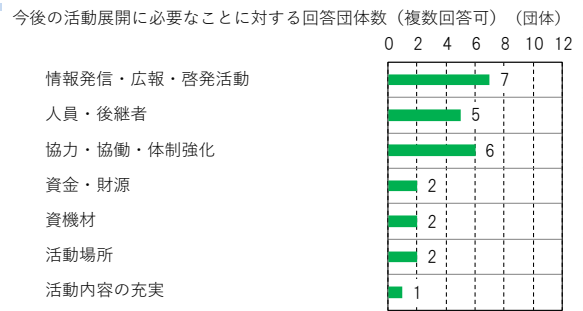 今後の活動展開に必要なことに対する回答団体数（複数回答可）（団体）
0 2 4 6 8 10 12
情報発信・広報・啓発活動 7
人員・後継者 5
協力・協働・体制強化 6
資金・財源 2
資機材 2
活動場所 2
活動内容の充実 1